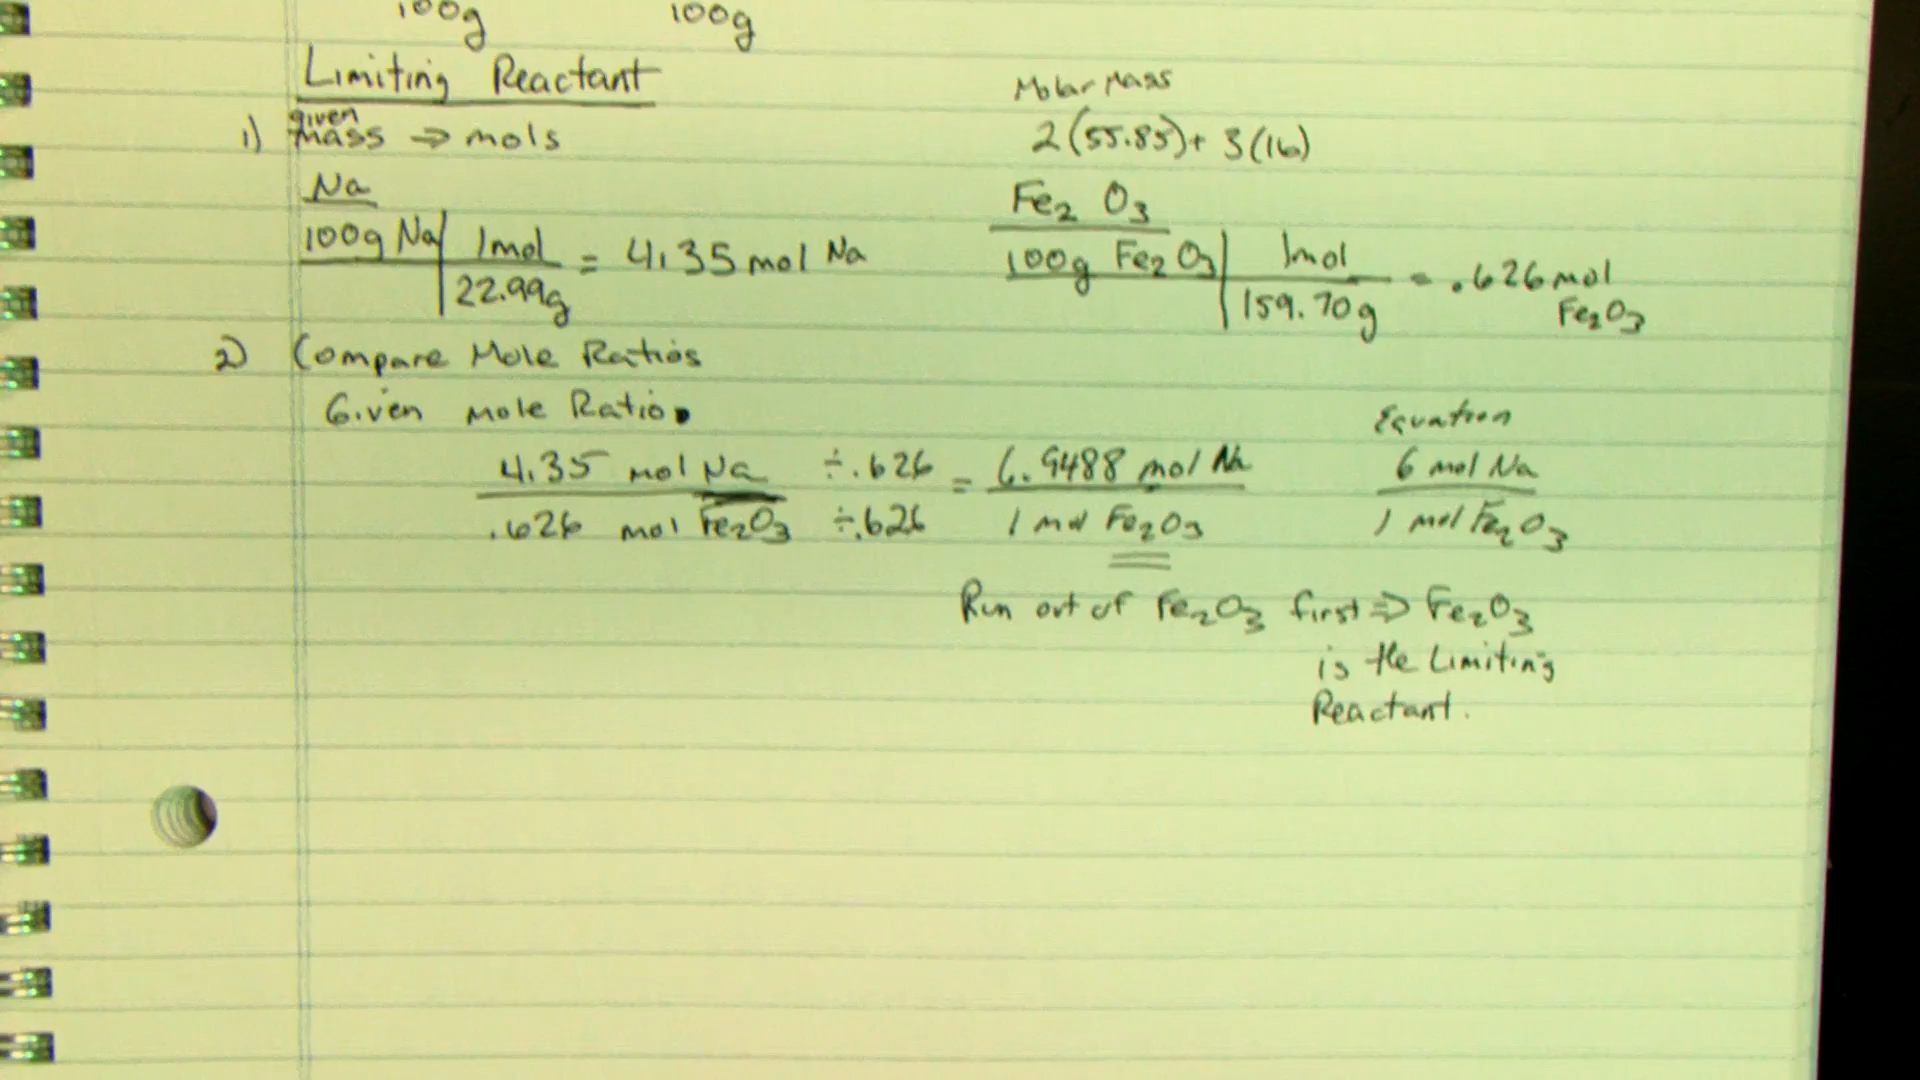 100g 100g
Limiting Reactant
Molar Mass
1) given mass ⇒ mols
2(55.85)+ 3(16)
Na
Fe₂ O₃
100g Na | 1mol = 4.35 mol Na
22.99g
100g Fe₂O₃ | 1mol = .626 mol
159.70g Fe₂O₃
2) Compare Mole Ratios
Given Mole Ratio
Equation
4.35 mol Na ÷.626 = 6.9488 mol Na 6 mol Na
.626 mol Fe₂O₃ ÷.626 1 mol Fe₂O₃ 1 mol Fe₂O₃
Run out of Fe₂O₃ first ⇒ Fe₂O₃
is the Limiting
Reactant.